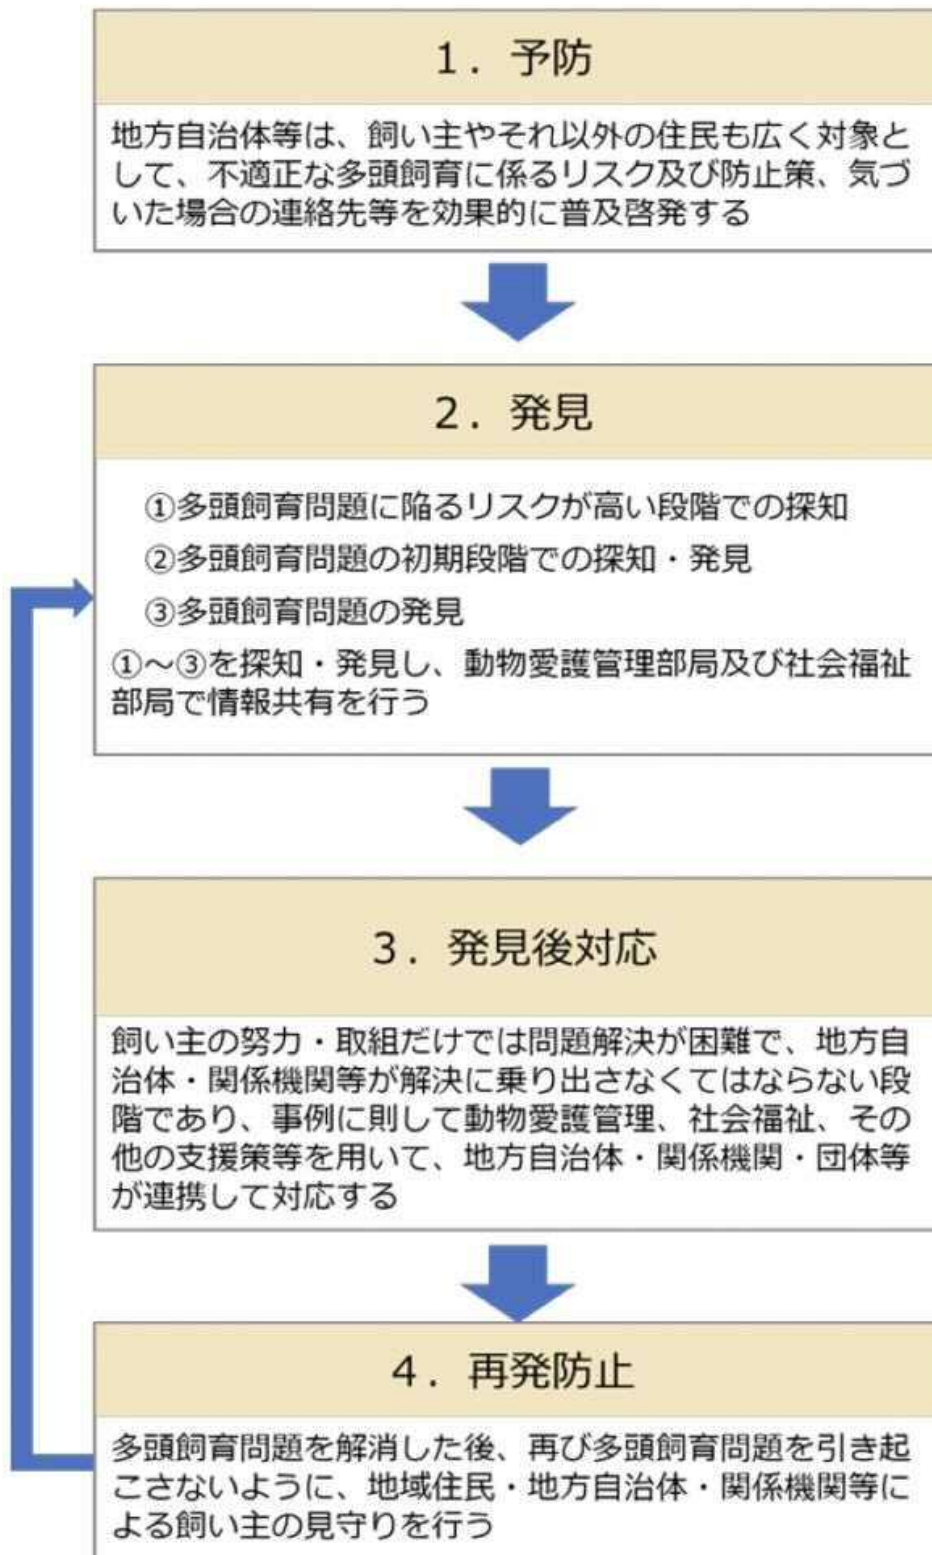 1．予防
地方自治体等は、飼い主やそれ以外の住民も広く対象と
して、不適正な多頭飼育に係るリスク及び防止策、気づ
いた場合の連絡先等を効果的に普及啓発する
2．発見
①多頭飼育問題に陥るリスクが高い段階での探知
②多頭飼育問題の初期段階での探知・発見
③多頭飼育問題の発見
①～③を探知・発見し、動物愛護管理部局及び社会福祉
部局で情報共有を行う
3．発見後対応
飼い主の努力・取組だけでは問題解決が困難で、地方自
治体・関係機関等が解決に乗り出さなくてはならない段
階であり、事例に則して動物愛護管理、社会福祉、その
他の支援策等を用いて、地方自治体・関係機関・団体等
が連携して対応する
4．再発防止
多頭飼育問題を解消した後、再び多頭飼育問題を引き起
こさないように、地域住民・地方自治体・関係機関等に
よる飼い主の見守りを行う